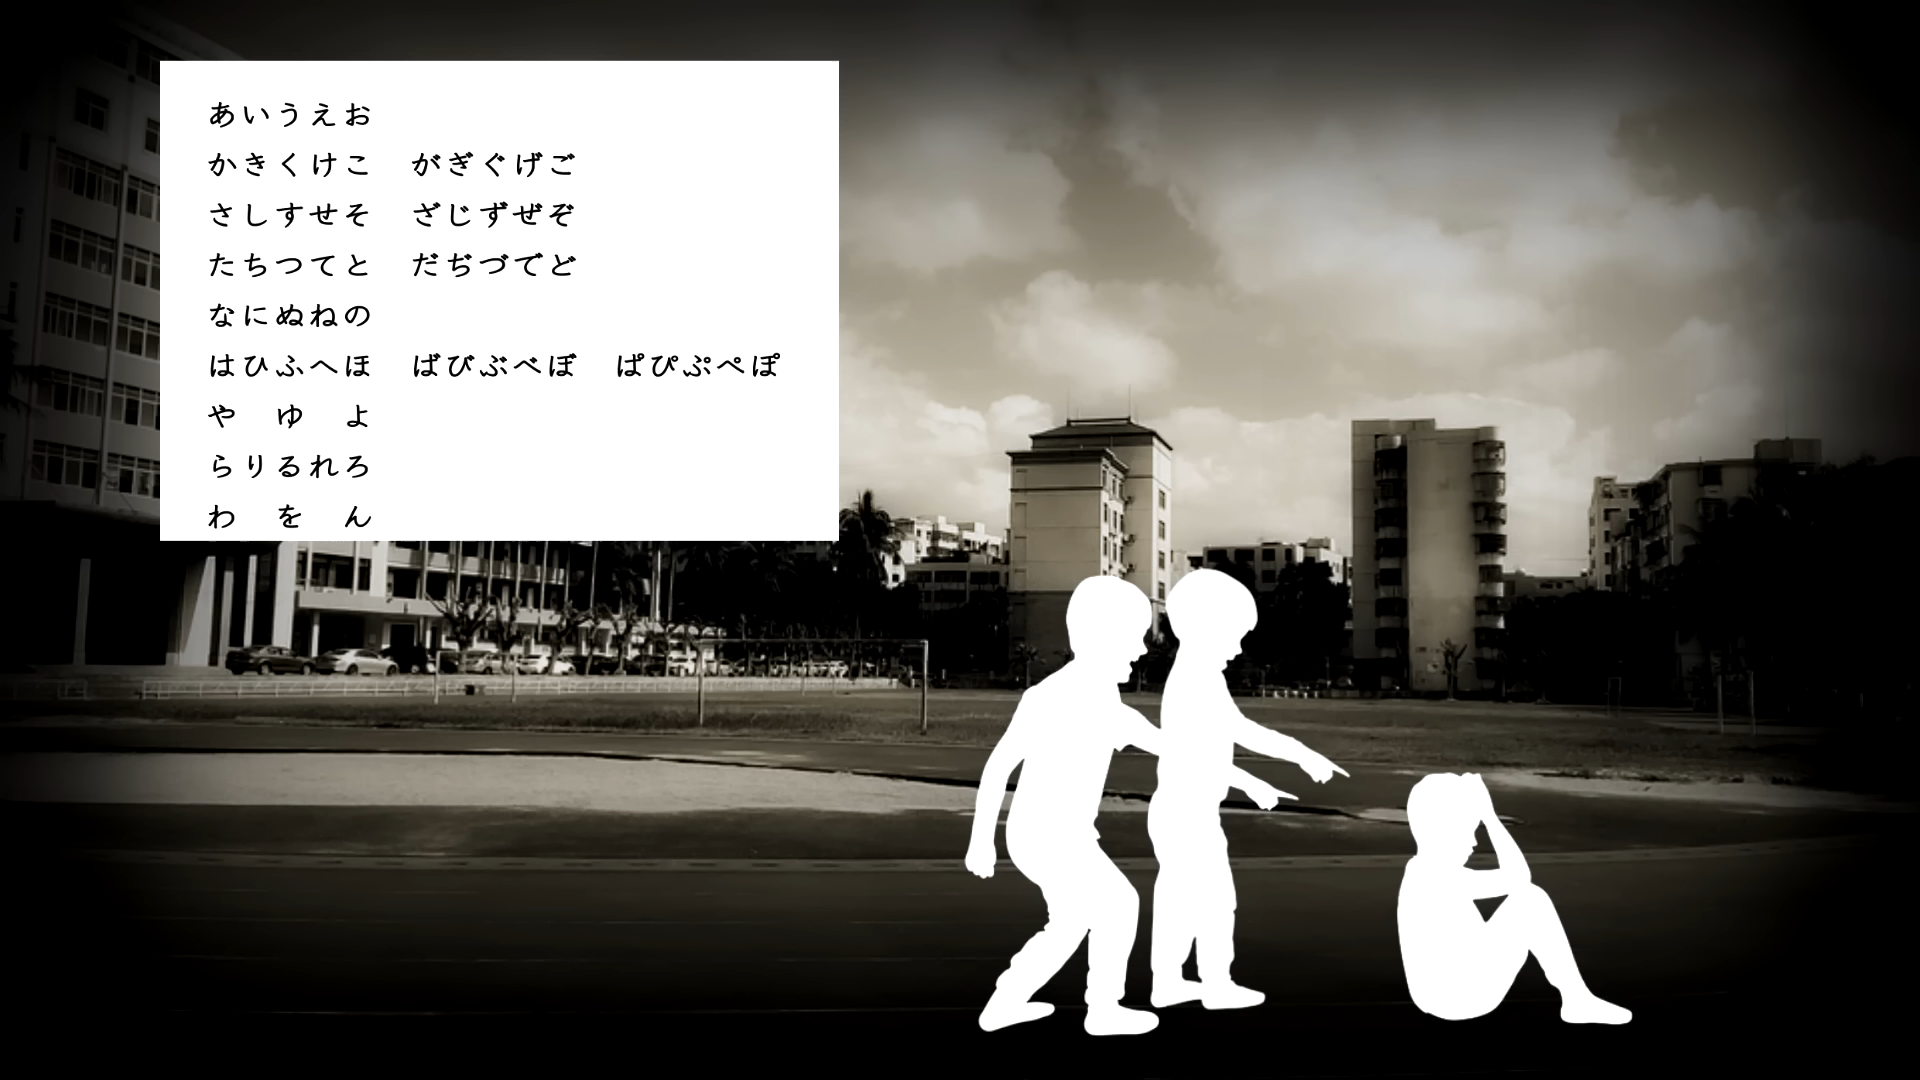 あいうえお
かきくけこ　がぎぐげご
さしすせそ　ざじずぜぞ
たちつてと　だぢづでど
なにぬねの
はひふへほ　ばびぶべぼ　ぱぴぷぺぽ
や　ゆ　よ
らりるれろ
わ　を　ん